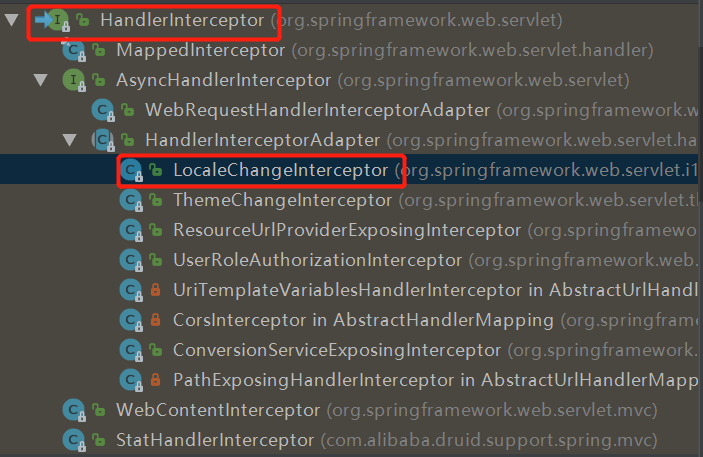 HandlerInterceptor (org.springframework.web.servlet)
MappedInterceptor (org.springframework.web.servlet.handler)
AsyncHandlerInterceptor (org.springframework.web.servlet)
WebRequestHandlerInterceptorAdapter (org.springframework.w
HandlerInterceptorAdapter (org.springframework.web.servlet.ha
LocaleChangeInterceptor (org.springframework.web.servlet.i1
ThemeChangeInterceptor (org.springframework.web.servlet.t
ResourceUrlProviderExposingInterceptor (org.springframewo
UserRoleAuthorizationInterceptor (org.springframework.web.
UriTemplateVariablesHandlerInterceptor in AbstractUrlHandl
CorsInterceptor in AbstractHandlerMapping (org.springfram
ConversionServiceExposingInterceptor (org.springframework.
PathExposingHandlerInterceptor in AbstractUrlHandlerMapp
WebContentInterceptor (org.springframework.web.servlet.mvc)
StatHandlerInterceptor (com.alibaba.druid.support.spring.mvc)